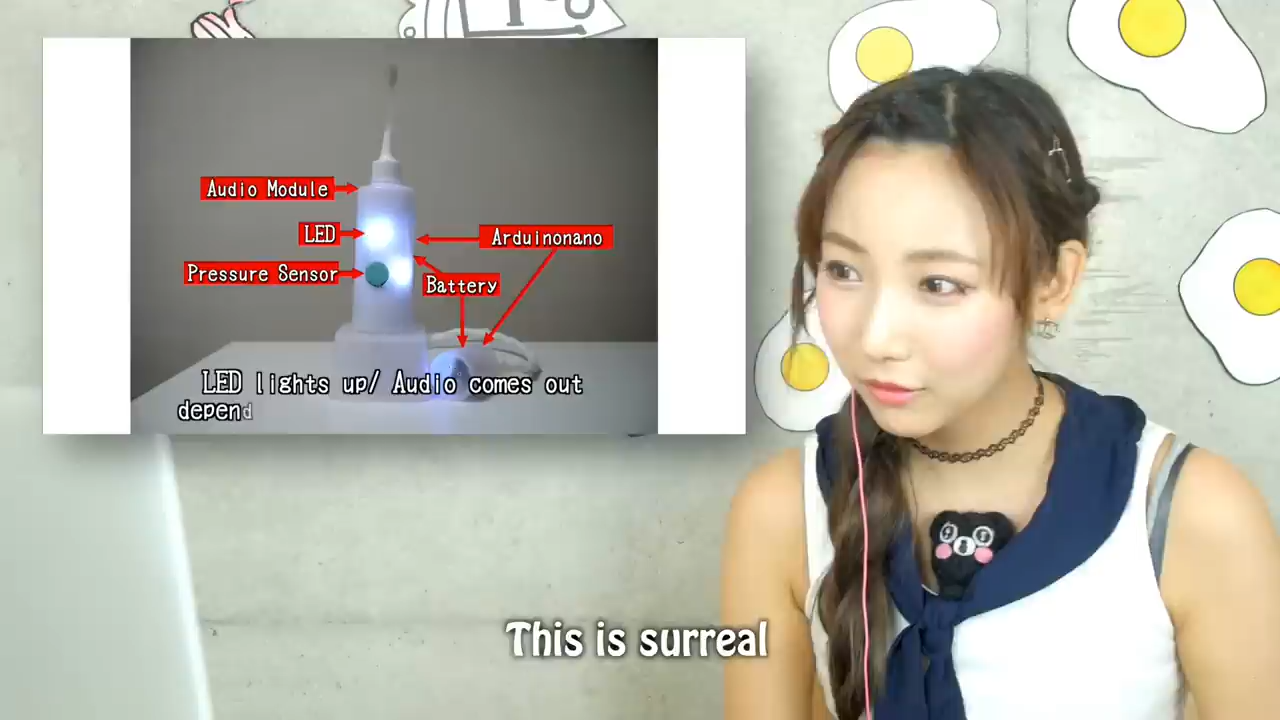 Audio Module
LED
Arduinonano
Pressure Sensor
Battery
LED lights up/ Audio comes out
depend
This is surreal